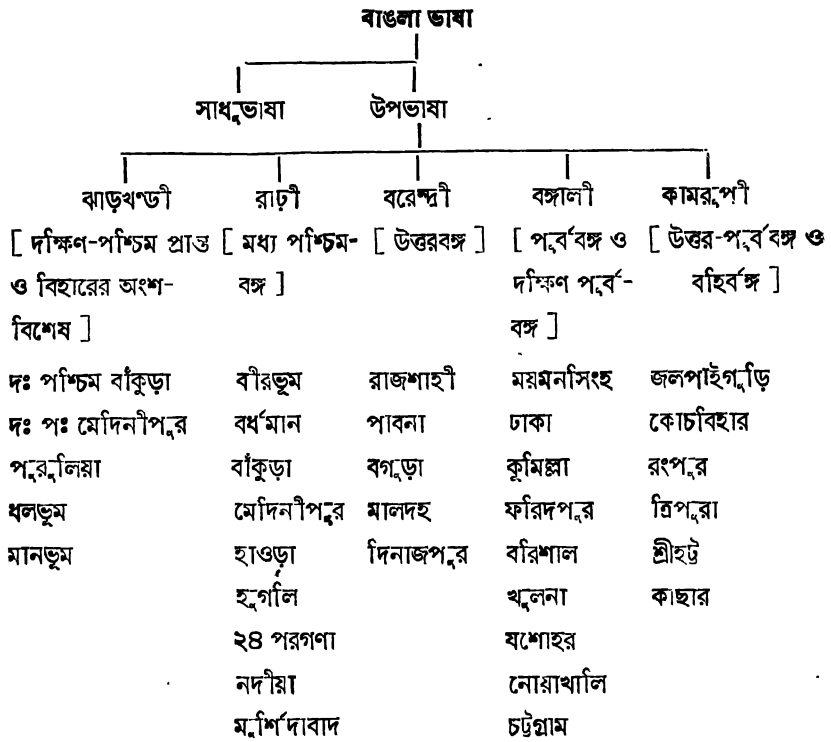 বাঙলা ভাষা
সাধুভাষা উপভাষা
ঝাড়খণ্ডী রাঢ়ী বরেন্দ্রী বঙ্গালী কামরূপী
[ দক্ষিণ-পশ্চিম প্রান্ত [ মধ্য পশ্চিম- [ উত্তরবঙ্গ ] [ পূর্ববঙ্গ ও [ উত্তর-পূর্ব বঙ্গ ও
ও বিহারের অংশ- বঙ্গ ] দক্ষিণ পূর্ব- বহির্বঙ্গ ]
বিশেষ ] বঙ্গ ]
দঃ পশ্চিম বাঁকুড়া বীরভূম রাজশাহী ময়মনসিংহ জলপাইগুড়ি
দঃ পঃ মেদিনীপুর বর্ধমান পাবনা ঢাকা কোচবিহার
পুরুলিয়া বাঁকুড়া বগুড়া কুমিল্লা রংপুর
ধলভূম মেদিনীপুর মালদহ ফরিদপুর ত্রিপুরা
মানভূম হাওড়া দিনাজপুর বরিশাল শ্রীহট্ট
হুগলি খুলনা কাছার
২৪ পরগণা যশোহর
নদীয়া নোয়াখালি
মুর্শিদাবাদ চট্টগ্রাম